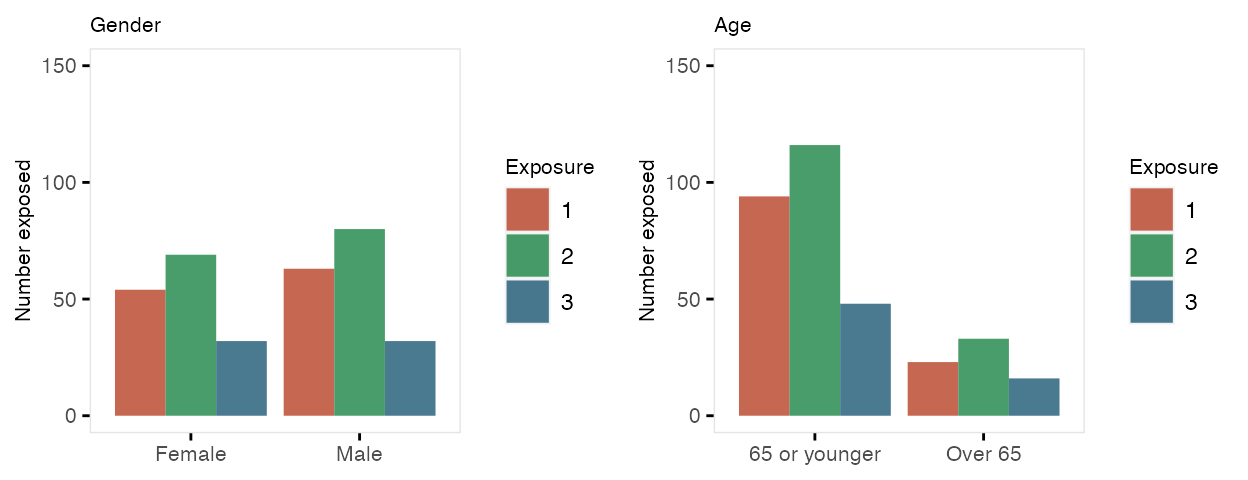 Gender
150
100
50
0
Number exposed
Female Male
Exposure
1
2
3
Age
150
100
50
0
Number exposed
65 or younger Over 65
Exposure
1
2
3